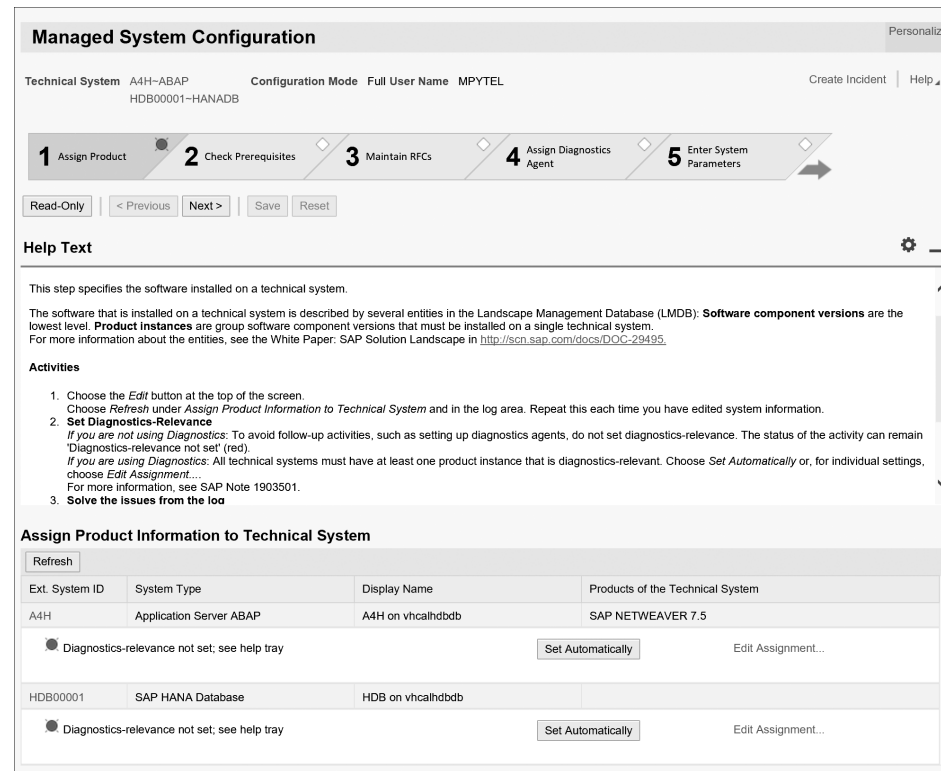 Managed System Configuration
Personaliz
Technical System A4H~ABAP Configuration Mode Full User Name MPYTEL Create Incident Help
HDB00001~HANADB
1 Assign Product 2 Check Prerequisites 3 Maintain RFCs 4 Assign Diagnostics Agent 5 Enter System Parameters
Read-Only < Previous Next > Save Reset
Help Text
This step specifies the software installed on a technical system.
The software that is installed on a technical system is described by several entities in the Landscape Management Database (LMDB): Software component versions are the
lowest level. Product instances are group software component versions that must be installed on a single technical system.
For more information about the entities, see the White Paper: SAP Solution Landscape in http://scn.sap.com/docs/DOC-29495.
Activities
1. Choose the Edit button at the top of the screen.
Choose Refresh under Assign Product Information to Technical System and in the log area. Repeat this each time you have edited system information.
2. Set Diagnostics-Relevance
If you are not using Diagnostics: To avoid follow-up activities, such as setting up diagnostics agents, do not set diagnostics-relevance. The status of the activity can remain
'Diagnostics-relevance not set' (red).
If you are using Diagnostics: All technical systems must have at least one product instance that is diagnostics-relevant. Choose Set Automatically or, for individual settings,
choose Edit Assignment....
For more information, see SAP Note 1903501.
3. Solve the issues from the log
Assign Product Information to Technical System
Refresh
Ext. System ID System Type Display Name Products of the Technical System
A4H Application Server ABAP A4H on vhcalhdbdb SAP NETWEAVER 7.5
Diagnostics-relevance not set; see help tray Set Automatically Edit Assignment...
HDB00001 SAP HANA Database HDB on vhcalhdbdb
Diagnostics-relevance not set; see help tray Set Automatically Edit Assignment...